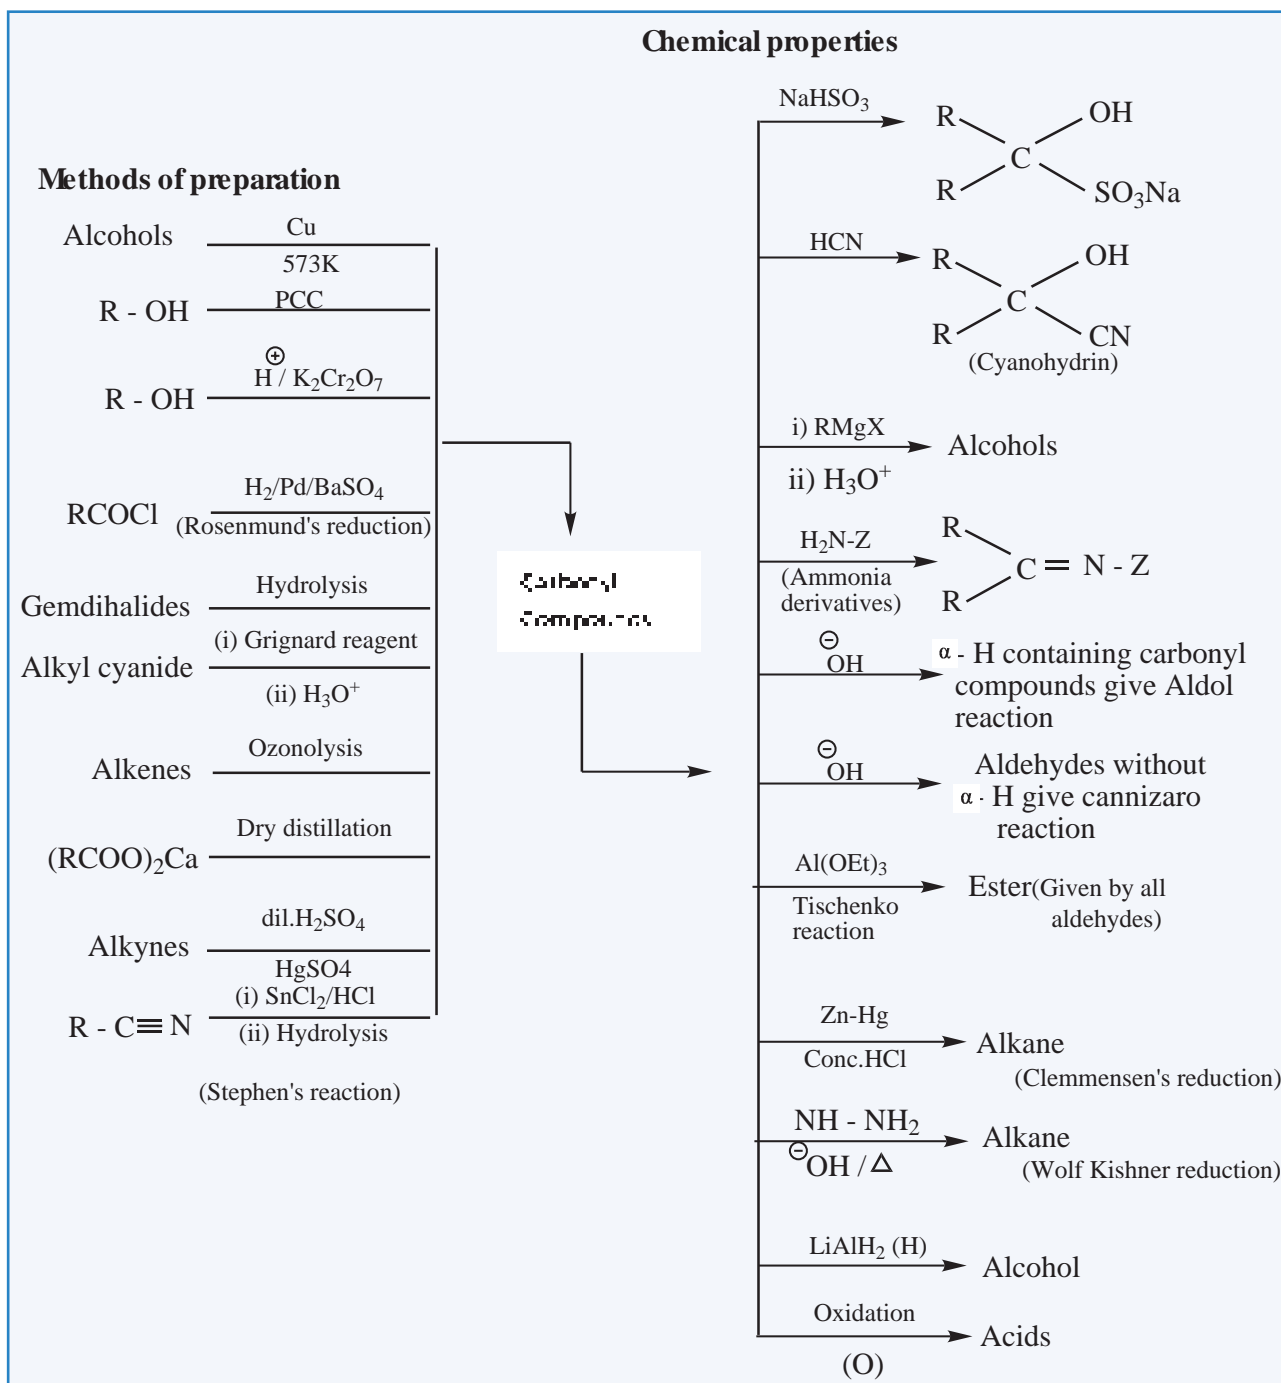 Chemical properties
Methods of preparation
Alcohols
Cu
573K
R - OH
PCC
R - OH
⊕
H / K₂Cr₂O₇
RCOCl
H₂/Pd/BaSO₄
(Rosenmund's reduction)
Gemdihalides
Hydrolysis
Alkyl cyanide
(i) Grignard reagent
(ii) H₃O⁺
Alkenes
Ozonolysis
(RCOO)₂Ca
Dry distillation
Alkynes
dil.H₂SO₄
HgSO4
R - C≡N
(i) SnCl₂/HCl
(ii) Hydrolysis
(Stephen's reaction)
Carbonyl
Compounds
NaHSO₃
R
OH
C
R
SO₃Na
HCN
R
OH
C
R
CN
(Cyanohydrin)
i) RMgX
ii) H₃O⁺
Alcohols
H₂N-Z
(Ammonia
derivatives)
R
C = N - Z
R
⊖
OH
α - H containing carbonyl
compounds give Aldol
reaction
⊖
OH
Aldehydes without
α - H give cannizaro
reaction
Al(OEt)₃
Tischenko
reaction
Ester(Given by all
aldehydes)
Zn-Hg
Conc.HCl
Alkane
(Clemmensen's reduction)
NH - NH₂
⊖OH / △
Alkane
(Wolf Kishner reduction)
LiAlH₂ (H)
Alcohol
Oxidation
(O)
Acids